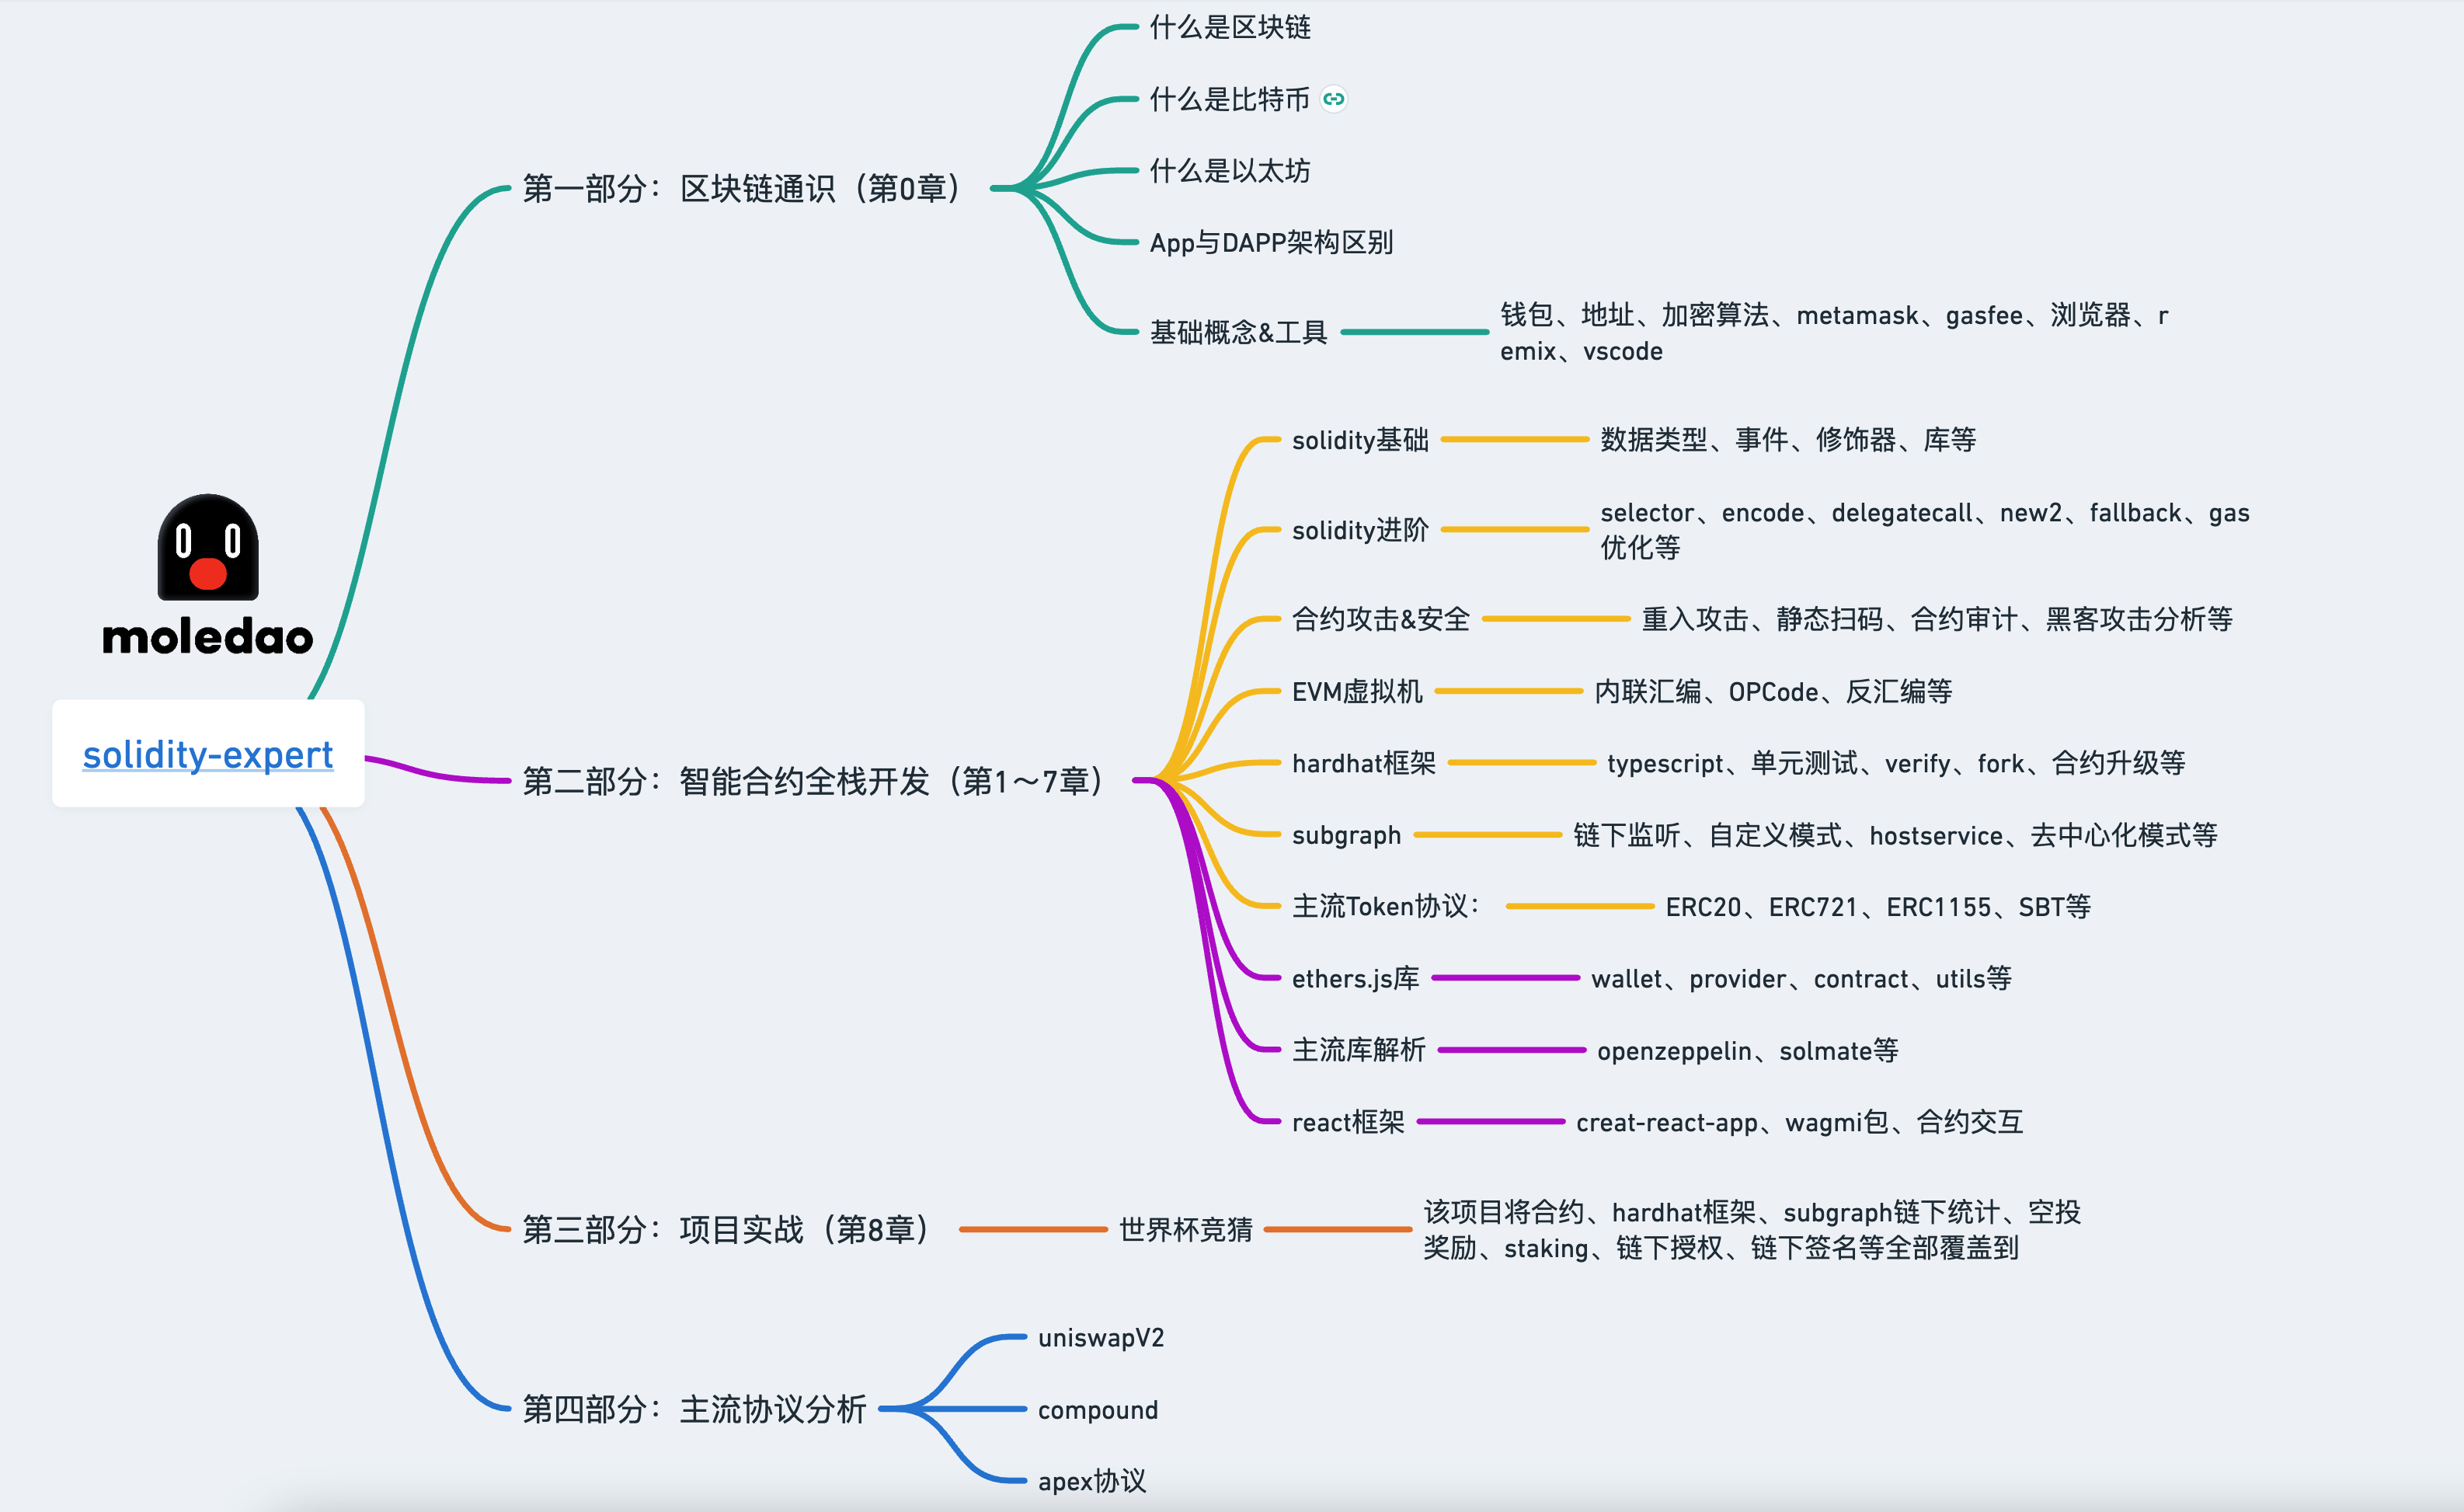 什么是区块链
什么是比特币
什么是以太坊
第一部分：区块链通识（第0章）
App与DAPP架构区别
基础概念&工具
钱包、地址、加密算法、metamask、gasfee、浏览器、r
emix、vscode
moledao
solidity-expert
第二部分：智能合约全栈开发（第1～7章）
solidity基础
数据类型、事件、修饰器、库等
solidity进阶
selector、encode、delegatecall、new2、fallback、gas
优化等
合约攻击&安全
重入攻击、静态扫码、合约审计、黑客攻击分析等
EVM虚拟机
内联汇编、OPCode、反汇编等
hardhat框架
typescript、单元测试、verify、fork、合约升级等
subgraph
链下监听、自定义模式、hostservice、去中心化模式等
主流Token协议：
ERC20、ERC721、ERC1155、SBT等
ethers.js库
wallet、provider、contract、utils等
主流库解析
openzeppelin、solmate等
react框架
creat-react-app、wagmi包、合约交互
第三部分：项目实战（第8章）
世界杯竞猜
该项目将合约、hardhat框架、subgraph链下统计、空投
奖励、staking、链下授权、链下签名等全部覆盖到
第四部分：主流协议分析
uniswapV2
compound
apex协议